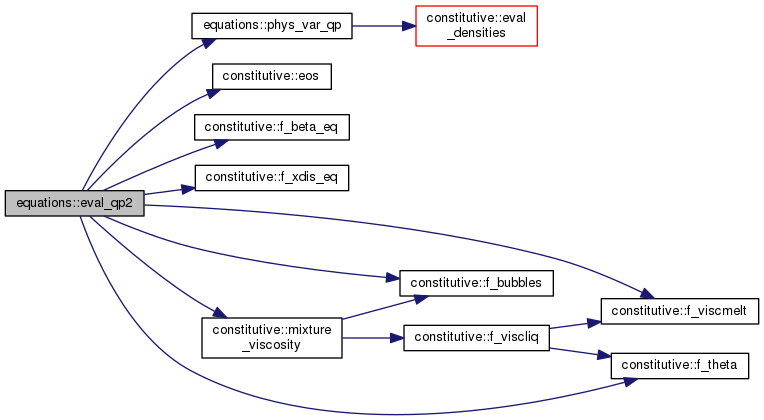 equations::phys_var_qp
constitutive::eval
_densities
constitutive::eos
constitutive::f_beta_eq
constitutive::f_xdis_eq
equations::eval_qp2
constitutive::f_bubbles
constitutive::f_viscmelt
constitutive::mixture
_viscosity
constitutive::f_viscliq
constitutive::f_theta